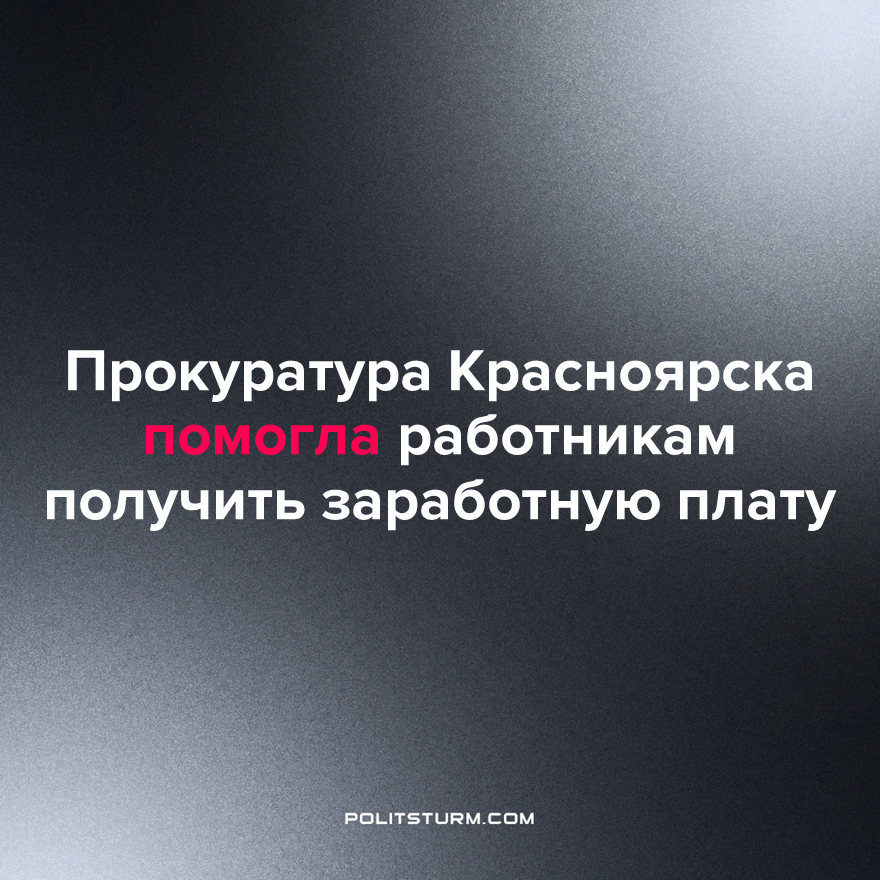 Прокуратура Красноярска
помогла работникам
получить заработную плату
POLITSTURM.COM